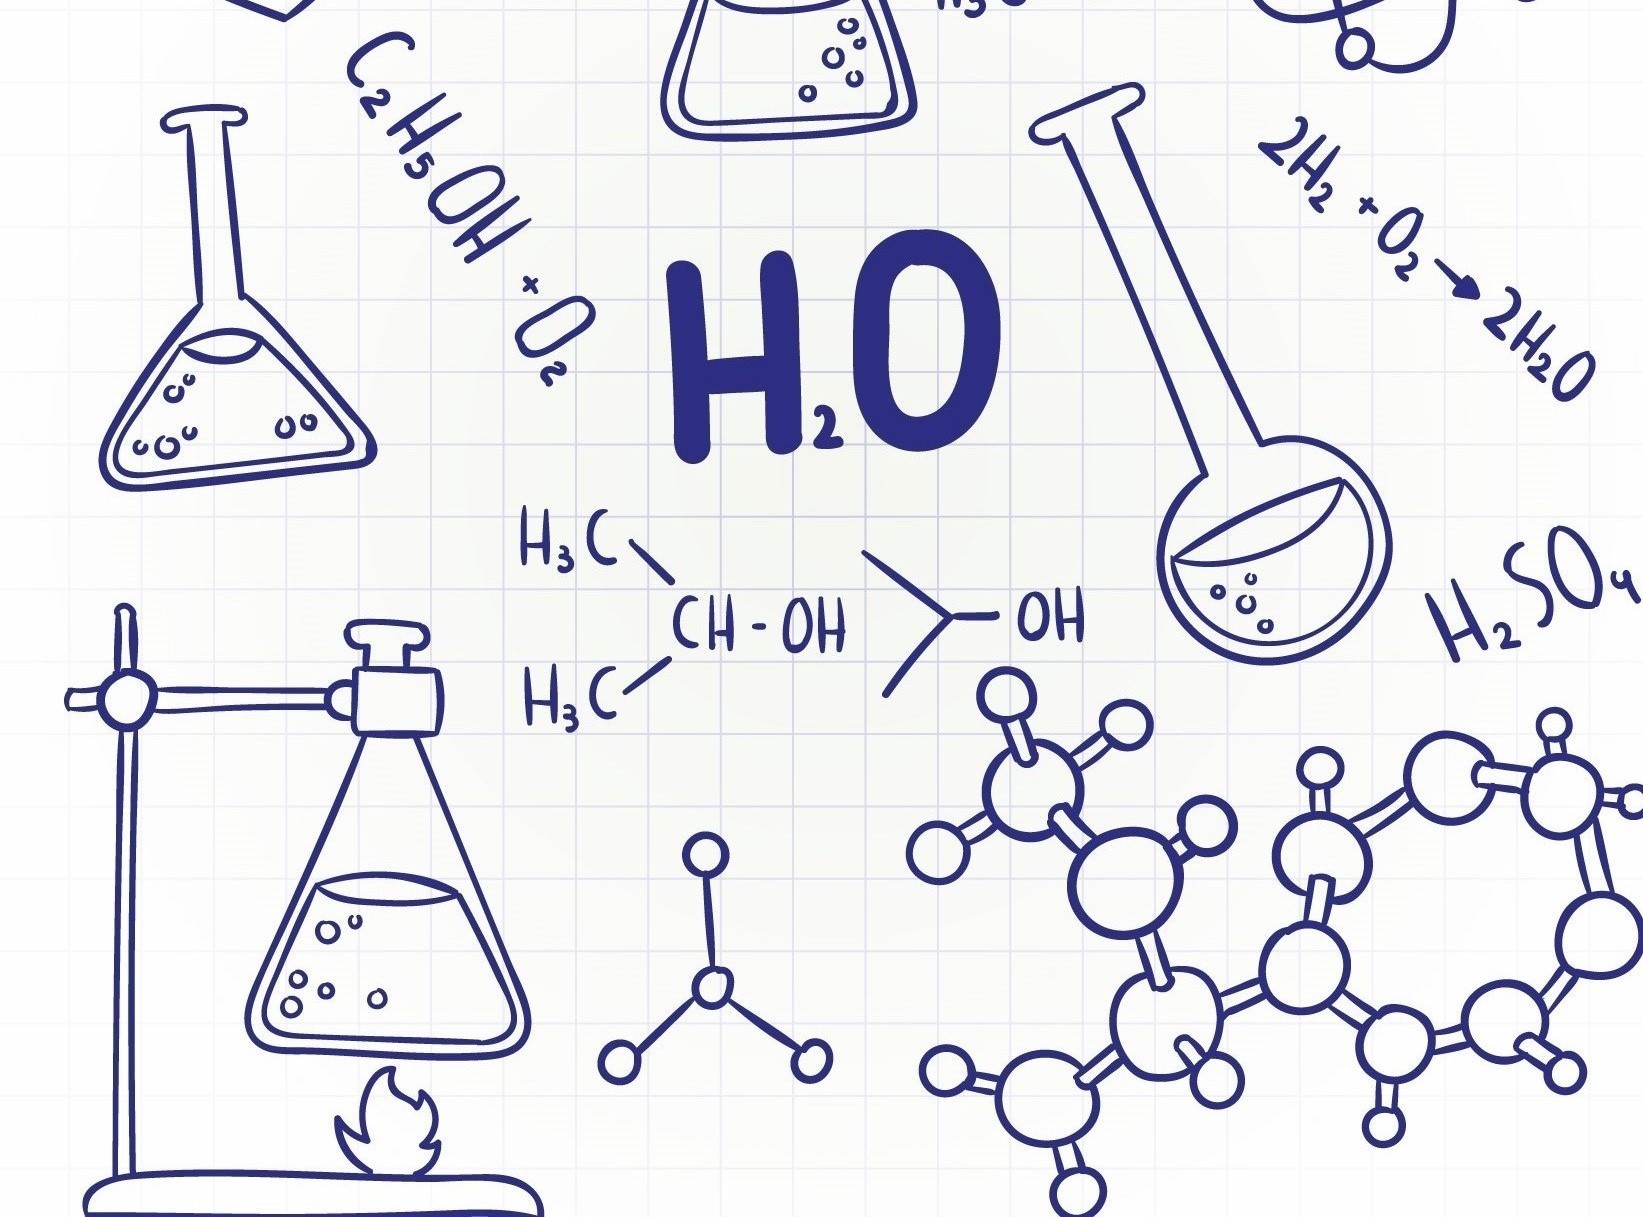 C₂H₅OH + O₂
2H₂ + O₂ → 2H₂O
H₂O
H₃C
CH-OH
OH
H₃C
H₂SO₄